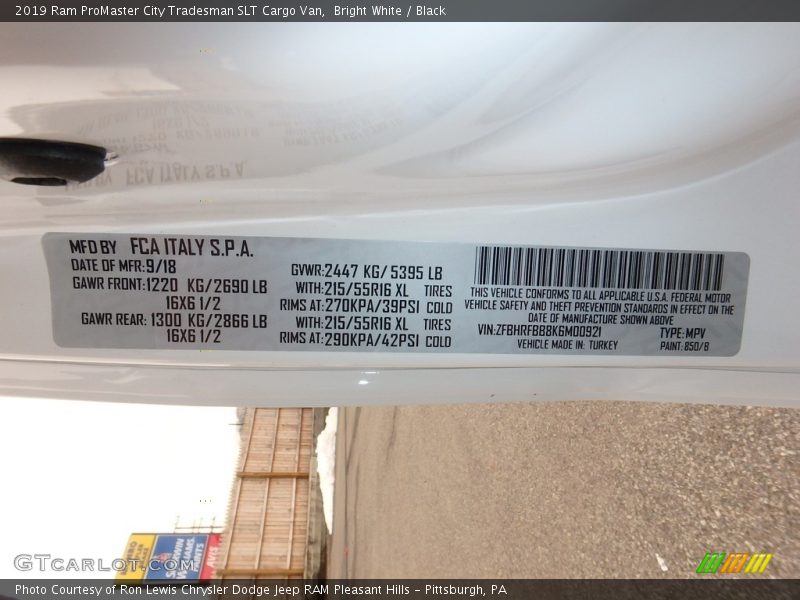 2019 Ram ProMaster City Tradesman SLT Cargo Van, Bright White / Black
MFD BY FCA ITALY S.P.A.
DATE OF MFR:9/18
GAWR FRONT:1220 KG/2690 LB
16X6 1/2
GAWR REAR: 1300 KG/2866 LB
16X6 1/2
GVWR:2447 KG/5395 LB
WITH:215/55R16 XL TIRES
RIMS AT:270KPA/39PSI COLD
WITH:215/55R16 XL TIRES
RIMS AT:290KPA/42PSI COLD
THIS VEHICLE CONFORMS TO ALL APPLICABLE U.S.A. FEDERAL MOTOR
VEHICLE SAFETY AND THEFT PREVENTION STANDARDS IN EFFECT ON THE
DATE OF MANUFACTURE SHOWN ABOVE
VIN:ZFBHRFBB8K6M00921 TYPE:MPV
VEHICLE MADE IN: TURKEY PAINT:850/B
SHERWIN
WILLIAMS.
PAINTS
GTCarLot.com
Photo Courtesy of Ron Lewis Chrysler Dodge Jeep RAM Pleasant Hills - Pittsburgh, PA